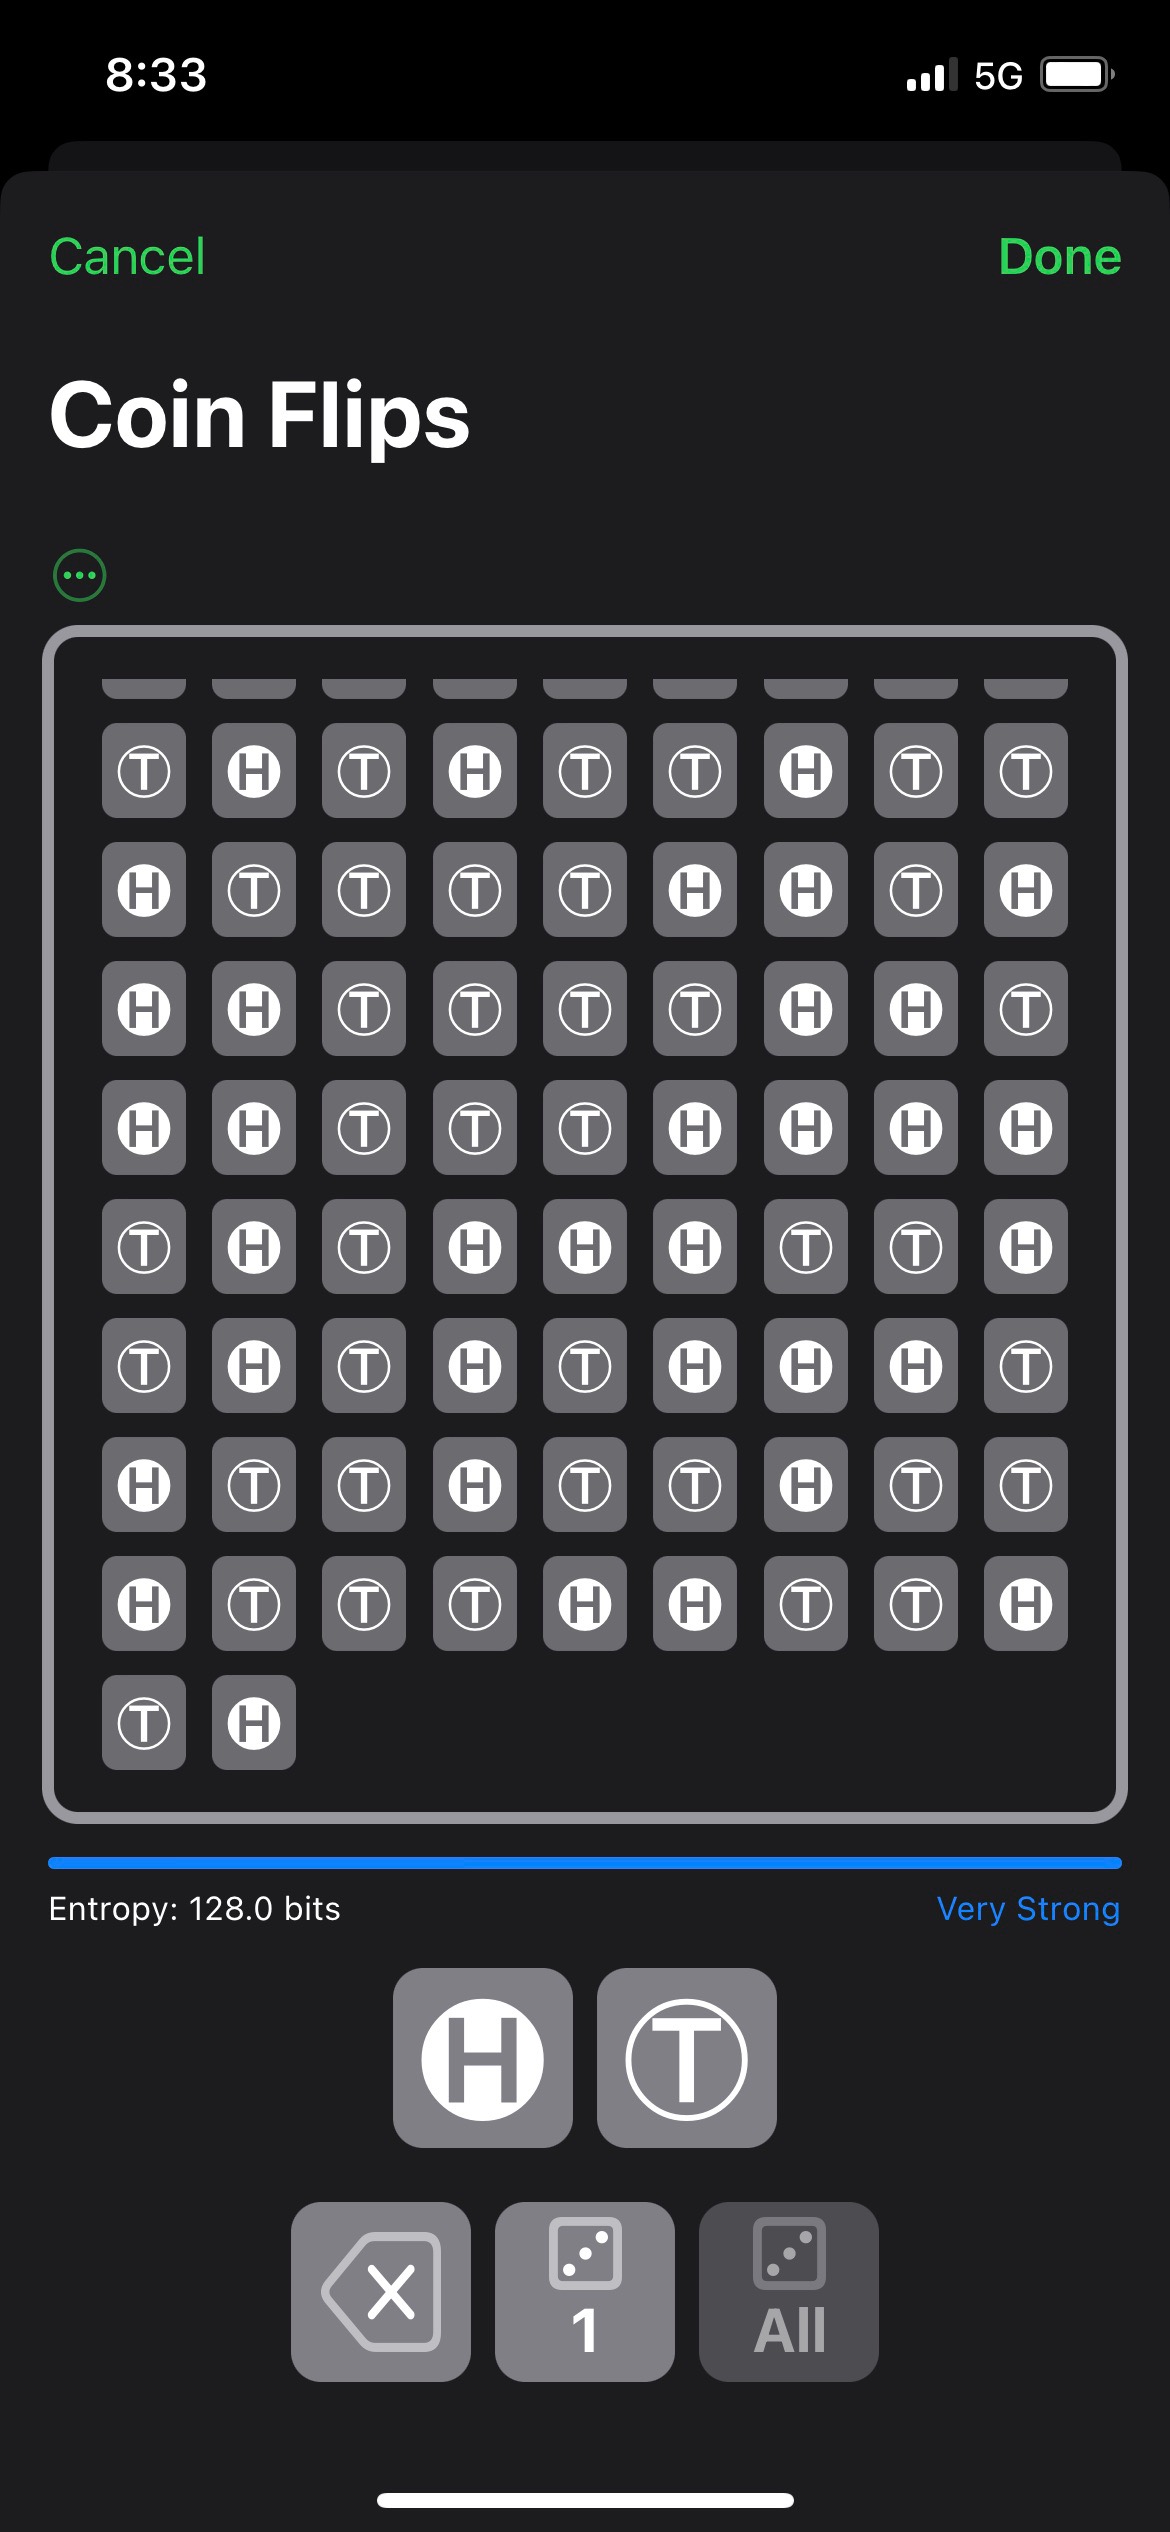 8:33 5G
Cancel Done
Coin Flips
T H T H T T H T T
H T T T T H H T H
H H T T T T H H T
H H T T T H H H H
T H T H H H T T H
T H T H T H H H T
H T T H T T H T T
H T T T H H T T H
T H
Entropy: 128.0 bits Very Strong
H T
1 All